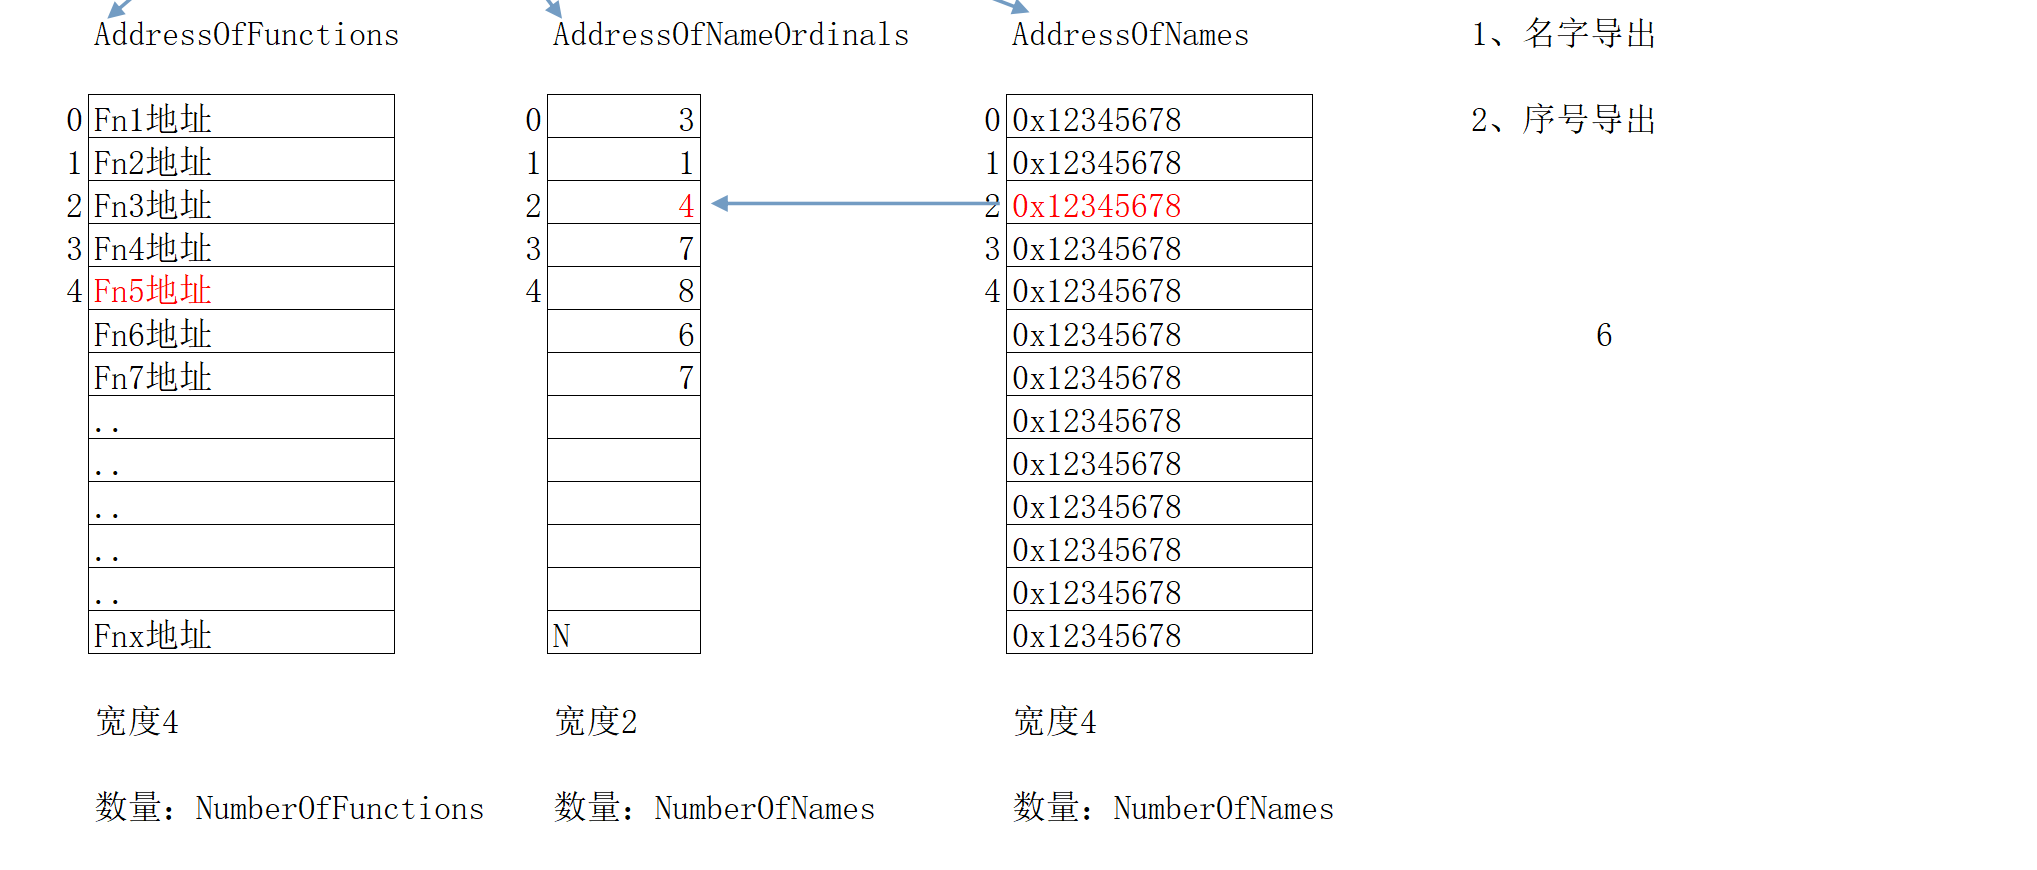 AddressOfFunctions AddressOfNameOrdinals AddressOfNames 1、名字导出
0 Fn1地址 0 3 0 0x12345678 2、序号导出
1 Fn2地址 1 1 1 0x12345678
2 Fn3地址 2 4 2 0x12345678
3 Fn4地址 3 7 3 0x12345678
4 Fn5地址 4 8 4 0x12345678
Fn6地址 6 0x12345678 6
Fn7地址 7 0x12345678
.. 0x12345678
.. 0x12345678
.. 0x12345678
.. 0x12345678
.. 0x12345678
Fnx地址 N 0x12345678
宽度4 宽度2 宽度4
数量：NumberOfFunctions 数量：NumberOfNames 数量：NumberOfNames